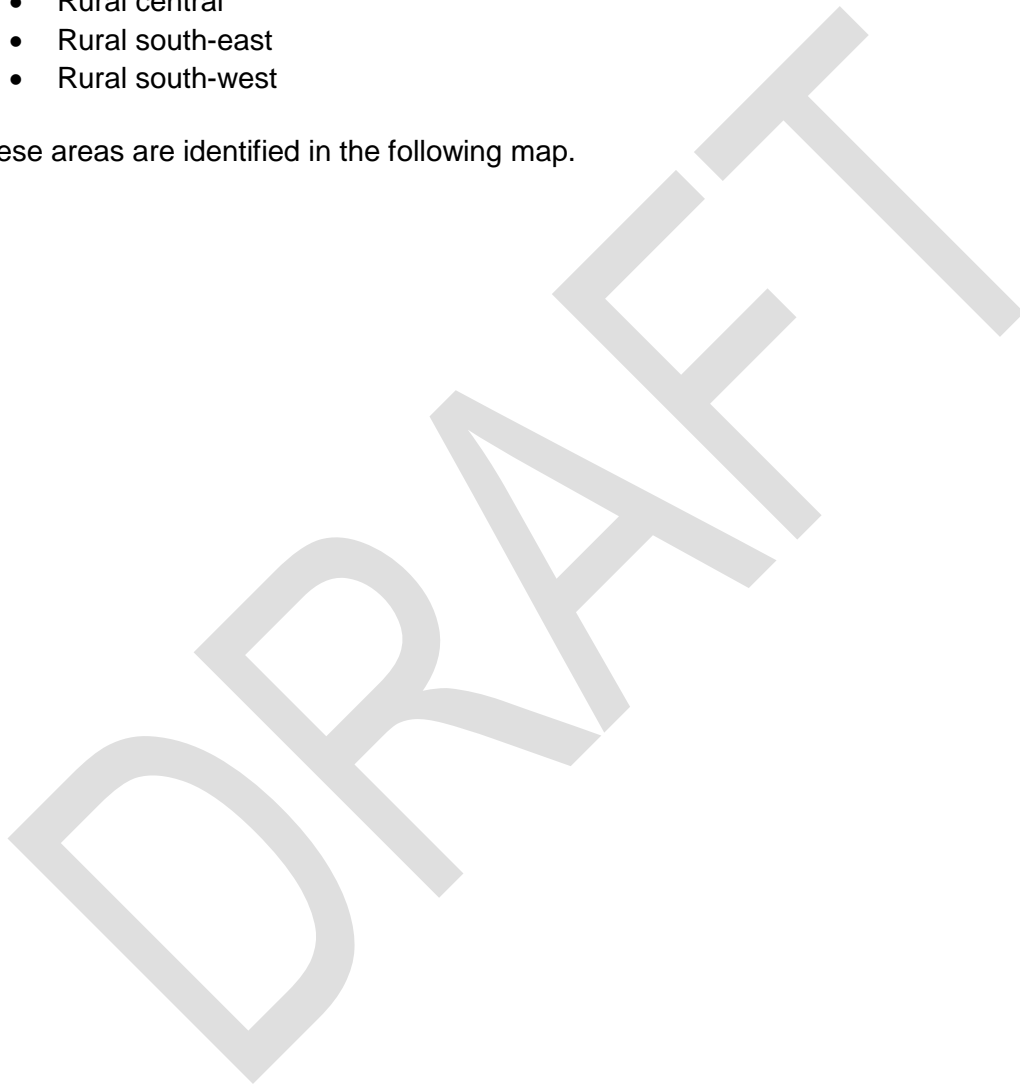 Rural central
Rural south-east
Rural south-west
ese areas are identified in the following map.
DRAFT